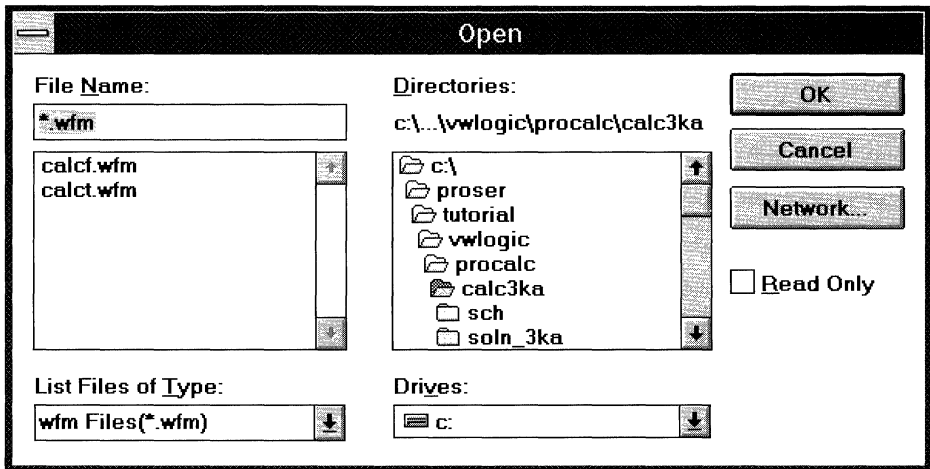 Open
File Name:
*.wfm
calcf.wfm
calct.wfm
List Files of Type:
wfm Files(*.wfm)
Directories:
c:\...\vwlogic\procalc\calc3ka
c:\
proser
tutorial
vwlogic
procalc
calc3ka
sch
soln_3ka
Drives:
c:
OK
Cancel
Network...
Read Only